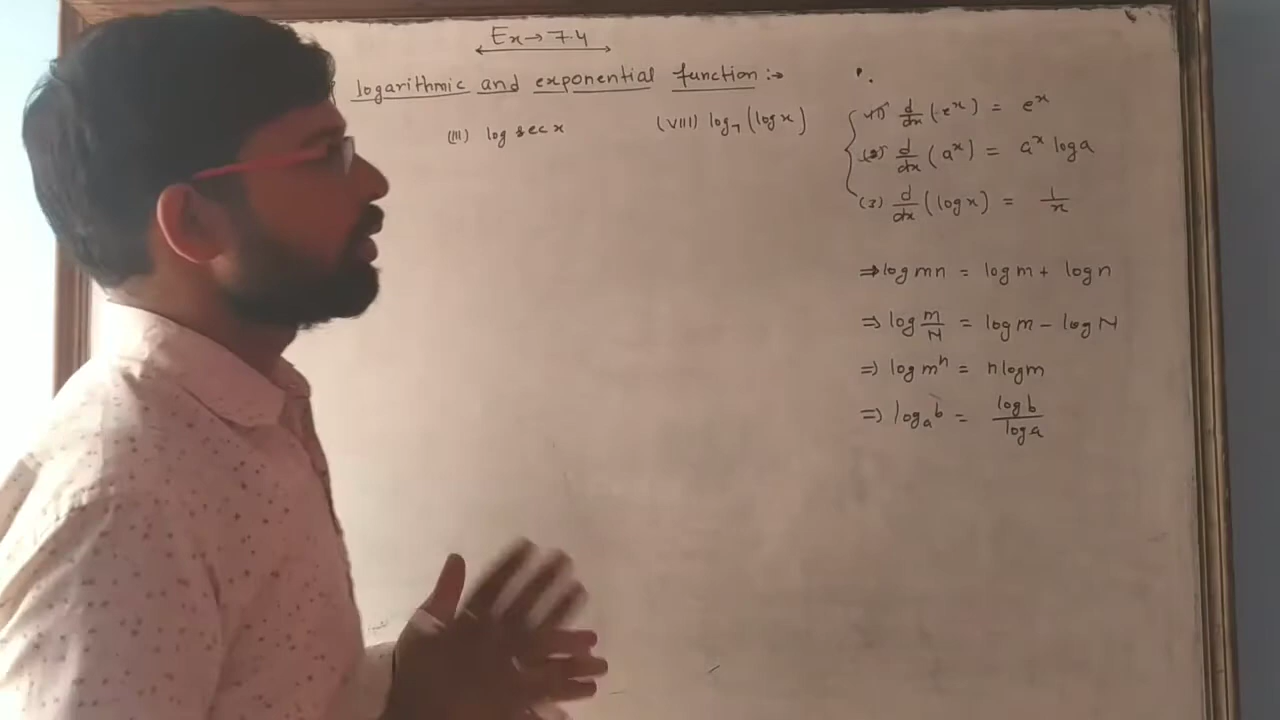 Ex→7.4
logarithmic and exponential function :→
(III) log sec x
(VIII) log₇ (log x)
(1) d/dx (eˣ) = eˣ
(2) d/dx (aˣ) = aˣ log a
(3) d/dx (log x) = 1/x
⇒ log mn = log m + log n
⇒ log m/N = log m - log N
⇒ log mⁿ = n log m
⇒ logₐ b = log b / log a